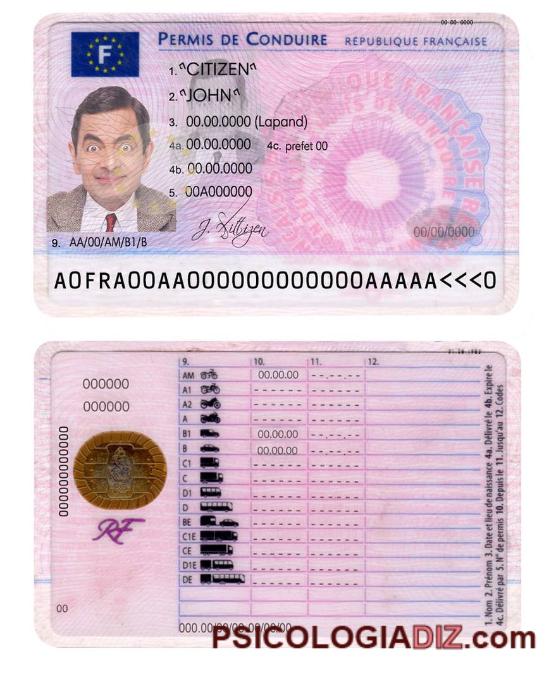 00 00 0000
F PERMIS DE CONDUIRE RÉPUBLIQUE FRANÇAISE
1. "CITIZEN"
2. "JOHN"
3. 00.00.0000 (Lapand)
4a. 00.00.0000 4c. prefet 00
4b. 00.00.0000
5. 00A000000
J. Sittizen
00/00/0000
9. AA/00/AM/B1/B
A0FRA00AA000000000000000AAAAA<<<0
9. 10. 11. 12.
000000
000000
000000000000
AM 00.00.00 --.--.--
A1
A2
A
B1 00.00.00 --.--.--
B 00.00.00 --.--.--
C1
C
D1
D
BE
C1E
CE
D1E
DE
RF
00
000.00/00/00/00/00/00
1. Nom 2. Prénom 3. Date et lieu de naissance 4a. Délivré le 4b. Expire le
4c. Délivré par 5. N° de permis 10. Depuis le 11. Jusqu'au 12. Codes
PSICOLOGIADIZ.com